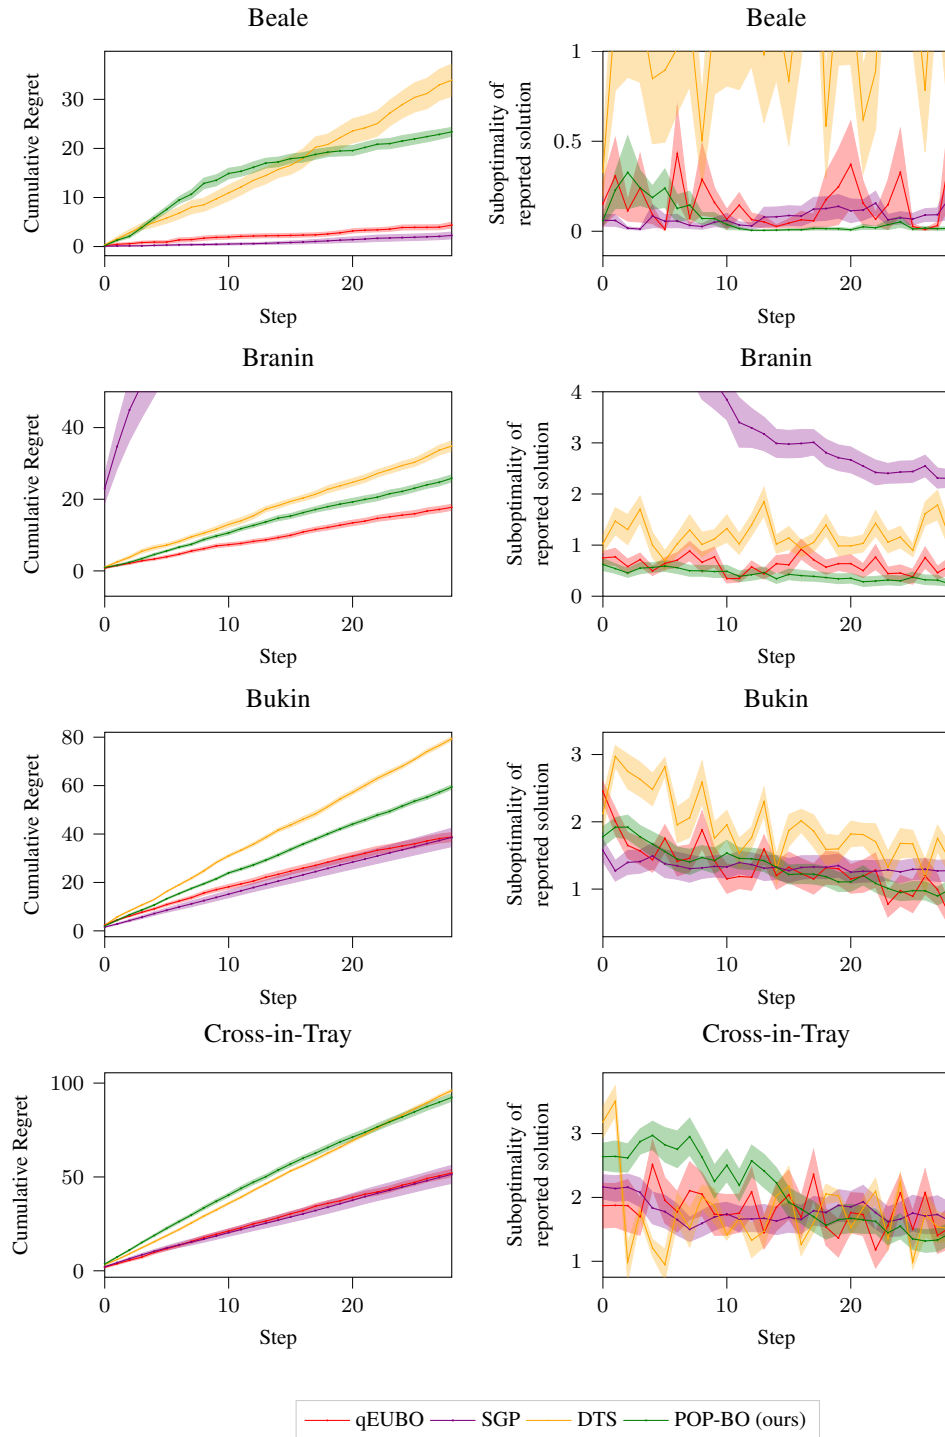 Beale
Beale
Cumulative Regret
30
20
10
0
0
20
Step
Suboptimality of
reported solution
1
0.5
0
0
20
Step
Branin
Branin
Cumulative Regret
40
20
0
0
10
20
Step
Suboptimality of
reported solution
4
3
2
1
0
0
10
20
Step
Bukin
Bukin
Cumulative Regret
80
60
40
20
0
0
10
20
Step
Suboptimality of
reported solution
3
2
1
0
10
20
Step
Cross-in-Tray
Cross-in-Tray
Cumulative Regret
100
50
0
0
10
20
Step
Suboptimality of
reported solution
3
2
1
0
10
20
Step
qEUBO SGP DTS POP-BO (ours)